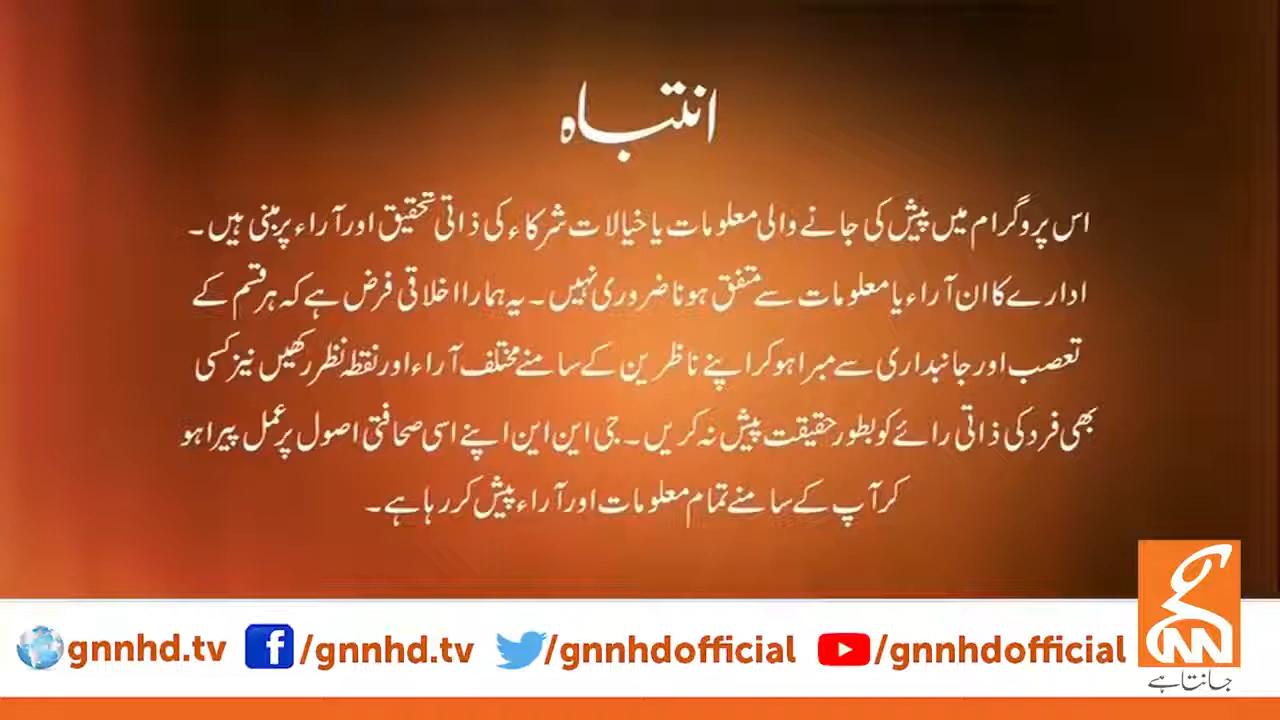 انتباہ
اس پروگرام میں پیش کی جانے والی معلومات یا خیالات شرکاء کی ذاتی تحقیق اور آراء پر مبنی ہیں۔
ادارے کا ان آراء یا معلومات سے متفق ہونا ضروری نہیں۔ یہ ہمارا اخلاقی فرض ہے کہ ہر قسم کے
تعصب اور جانبداری سے مبرا ہو کر اپنے ناظرین کے سامنے مختلف آراء اور نقطہ نظر رکھیں نیز کسی
بھی فرد کی ذاتی رائے کو بطور حقیقت پیش نہ کریں۔ جی این این اپنے اسی صحافتی اصول پر عمل پیرا ہو
کر آپ کے سامنے تمام معلومات اور آراء پیش کر رہا ہے۔
gnnhd.tv /gnnhd.tv /gnnhdofficial /gnnhdofficial
GNN
جانتا ہے